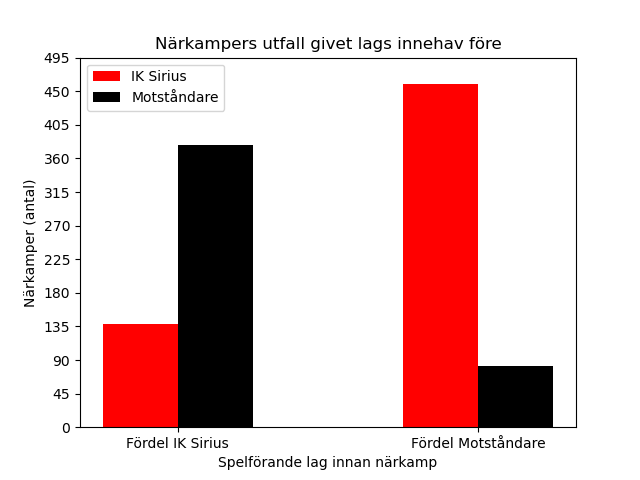 Närkampers utfall givet lags innehav före
IK Sirius
Motståndare
Närkamper (antal)
495
450
405
360
315
270
225
180
135
90
45
0
Fördel IK Sirius
Fördel Motståndare
Spelförande lag innan närkamp